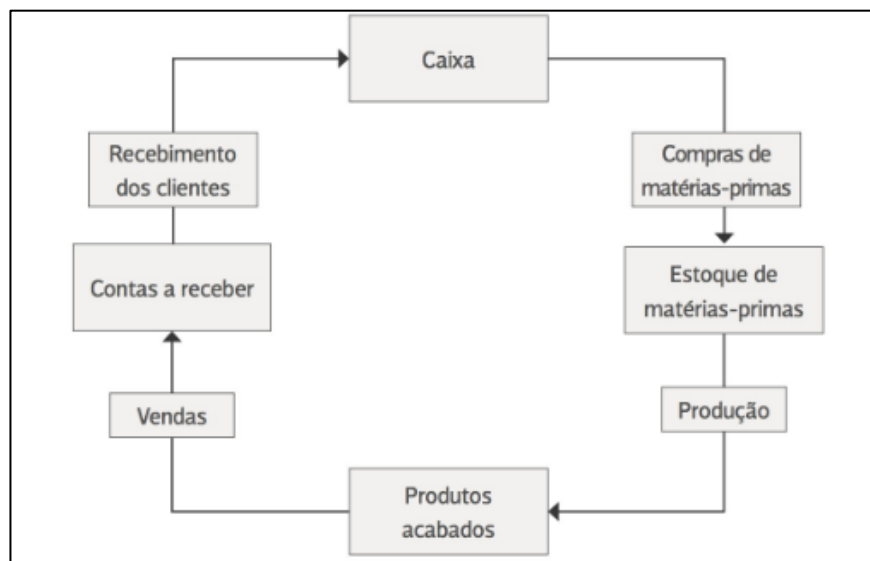 Caixa
Recebimento
dos clientes
Compras de
matérias-primas
Contas a receber
Estoque de
matérias-primas
Vendas
Produção
Produtos
acabados